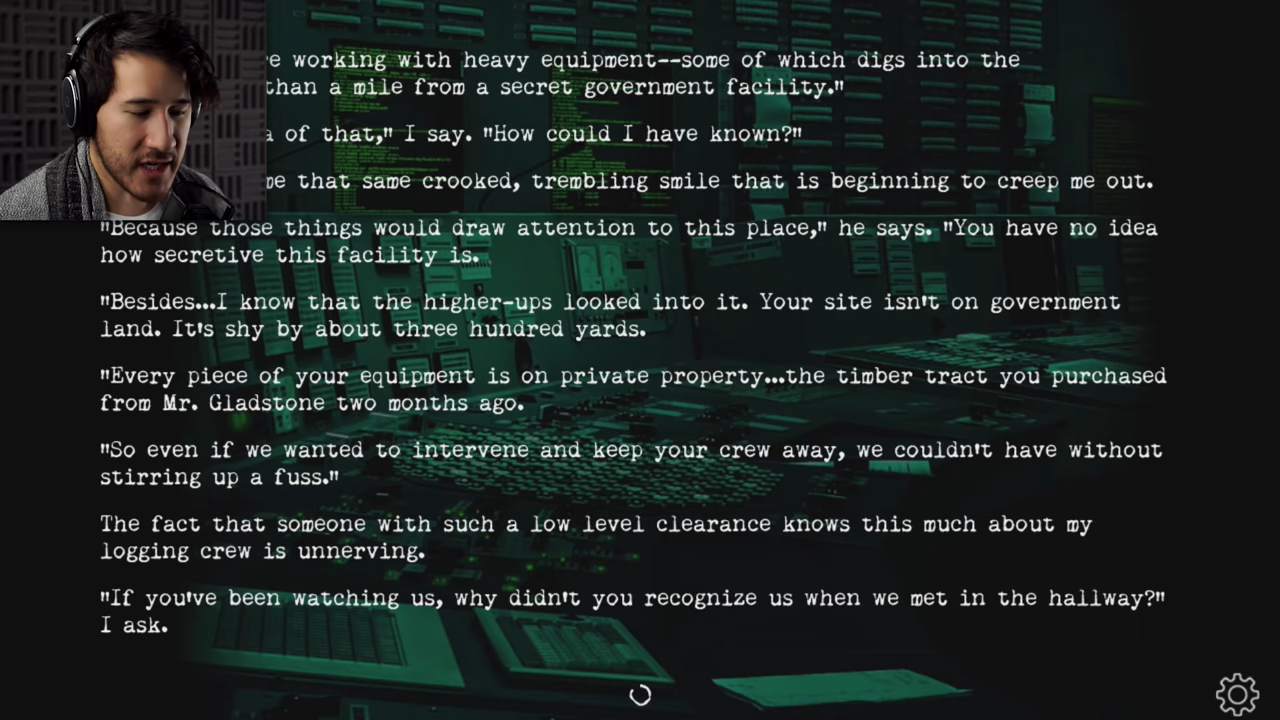 working with heavy equipment--some of which digs into the
than a mile from a secret government facility."
of that," I say. "How could I have known?"
that same crooked, trembling smile that is beginning to creep me out.
"Because those things would draw attention to this place," he says. "You have no idea
how secretive this facility is.
"Besides...I know that the higher-ups looked into it. Your site isn't on government
land. It's shy by about three hundred yards.
"Every piece of your equipment is on private property...the timber tract you purchased
from Mr. Gladstone two months ago.
"So even if we wanted to intervene and keep your crew away, we couldn't have without
stirring up a fuss."
The fact that someone with such a low level clearance knows this much about my
logging crew is unnerving.
"If you've been watching us, why didn't you recognize us when we met in the hallway?"
I ask.